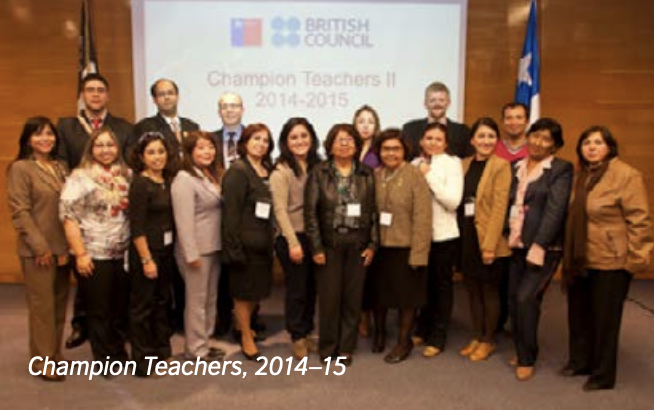 BRITISH
COUNCIL
Champion Teachers II
2014-2015
Champion Teachers, 2014–15